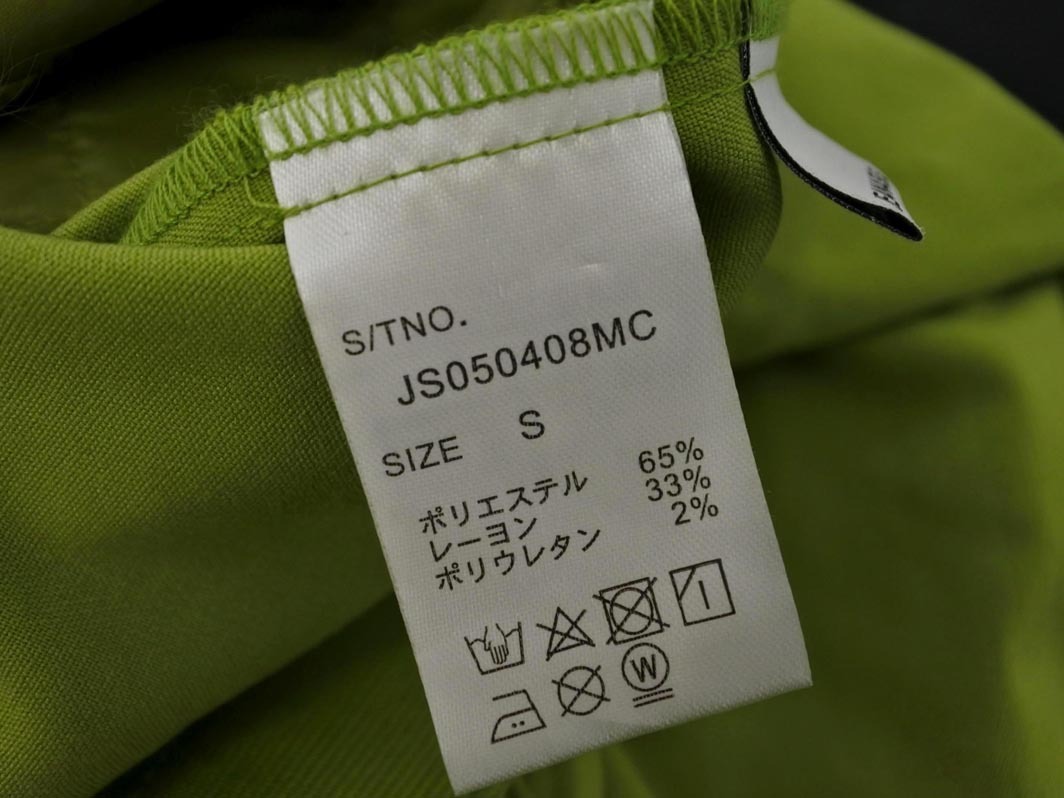 S/TNO.
JS050408MC
SIZE S
ポリエステル 65%
レーヨン 33%
ポリウレタン 2%
W